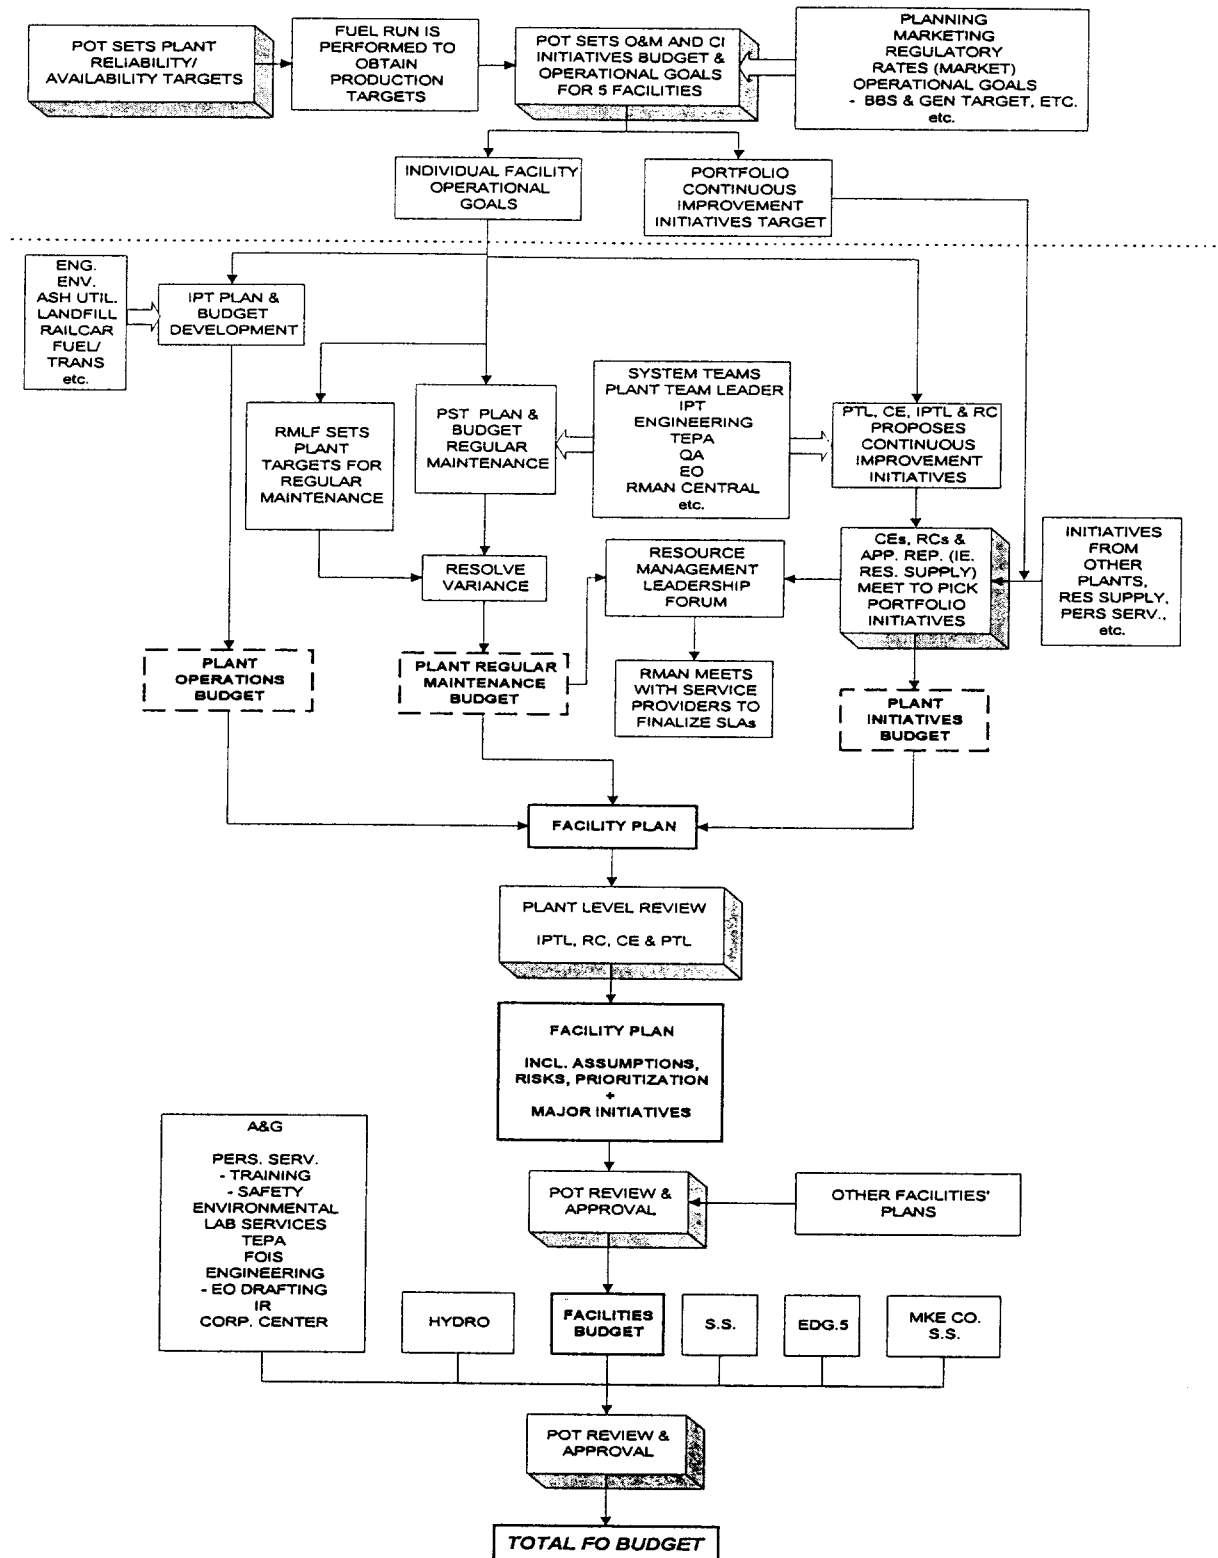 POT SETS PLANT
RELIABILITY/
AVAILABILITY TARGETS
FUEL RUN IS
PERFORMED TO
OBTAIN
PRODUCTION
TARGETS
POT SETS O&M AND CI
INITIATIVES BUDGET &
OPERATIONAL GOALS
FOR 5 FACILITIES
PLANNING
MARKETING
REGULATORY
RATES (MARKET)
OPERATIONAL GOALS
- BBS & GEN TARGET, ETC.
etc.
INDIVIDUAL FACILITY
OPERATIONAL
GOALS
PORTFOLIO
CONTINUOUS
IMPROVEMENT
INITIATIVES TARGET
ENG.
ENV.
ASH UTIL.
LANDFILL
RAILCAR
FUEL/
TRANS
etc.
IPT PLAN &
BUDGET
DEVELOPMENT
RMLF SETS
PLANT
TARGETS FOR
REGULAR
MAINTENANCE
PST PLAN &
BUDGET
REGULAR
MAINTENANCE
SYSTEM TEAMS
PLANT TEAM LEADER
IPT
ENGINEERING
TEPA
QA
EO
RMAN CENTRAL
etc.
PTL, CE, IPTL & RC
PROPOSES
CONTINUOUS
IMPROVEMENT
INITIATIVES
RESOLVE
VARIANCE
RESOURCE
MANAGEMENT
LEADERSHIP
FORUM
CEs, RCs &
APP. REP. (IE.
RES. SUPPLY)
MEET TO PICK
PORTFOLIO
INITIATIVES
INITIATIVES
FROM
OTHER
PLANTS,
RES SUPPLY,
PERS SERV.,
etc.
PLANT
OPERATIONS
BUDGET
PLANT REGULAR
MAINTENANCE
BUDGET
RMAN MEETS
WITH SERVICE
PROVIDERS TO
FINALIZE SLAs
PLANT
INITIATIVES
BUDGET
FACILITY PLAN
PLANT LEVEL REVIEW
IPTL, RC, CE & PTL
FACILITY PLAN
INCL. ASSUMPTIONS,
RISKS, PRIORITIZATION
+
MAJOR INITIATIVES
A&G
PERS. SERV.
- TRAINING
- SAFETY
ENVIRONMENTAL
LAB SERVICES
TEPA
FOIS
ENGINEERING
- EO DRAFTING
IR
CORP. CENTER
POT REVIEW &
APPROVAL
OTHER FACILITIES'
PLANS
HYDRO
FACILITIES
BUDGET
S.S.
EDG.5
MKE CO.
S.S.
POT REVIEW &
APPROVAL
TOTAL FO BUDGET